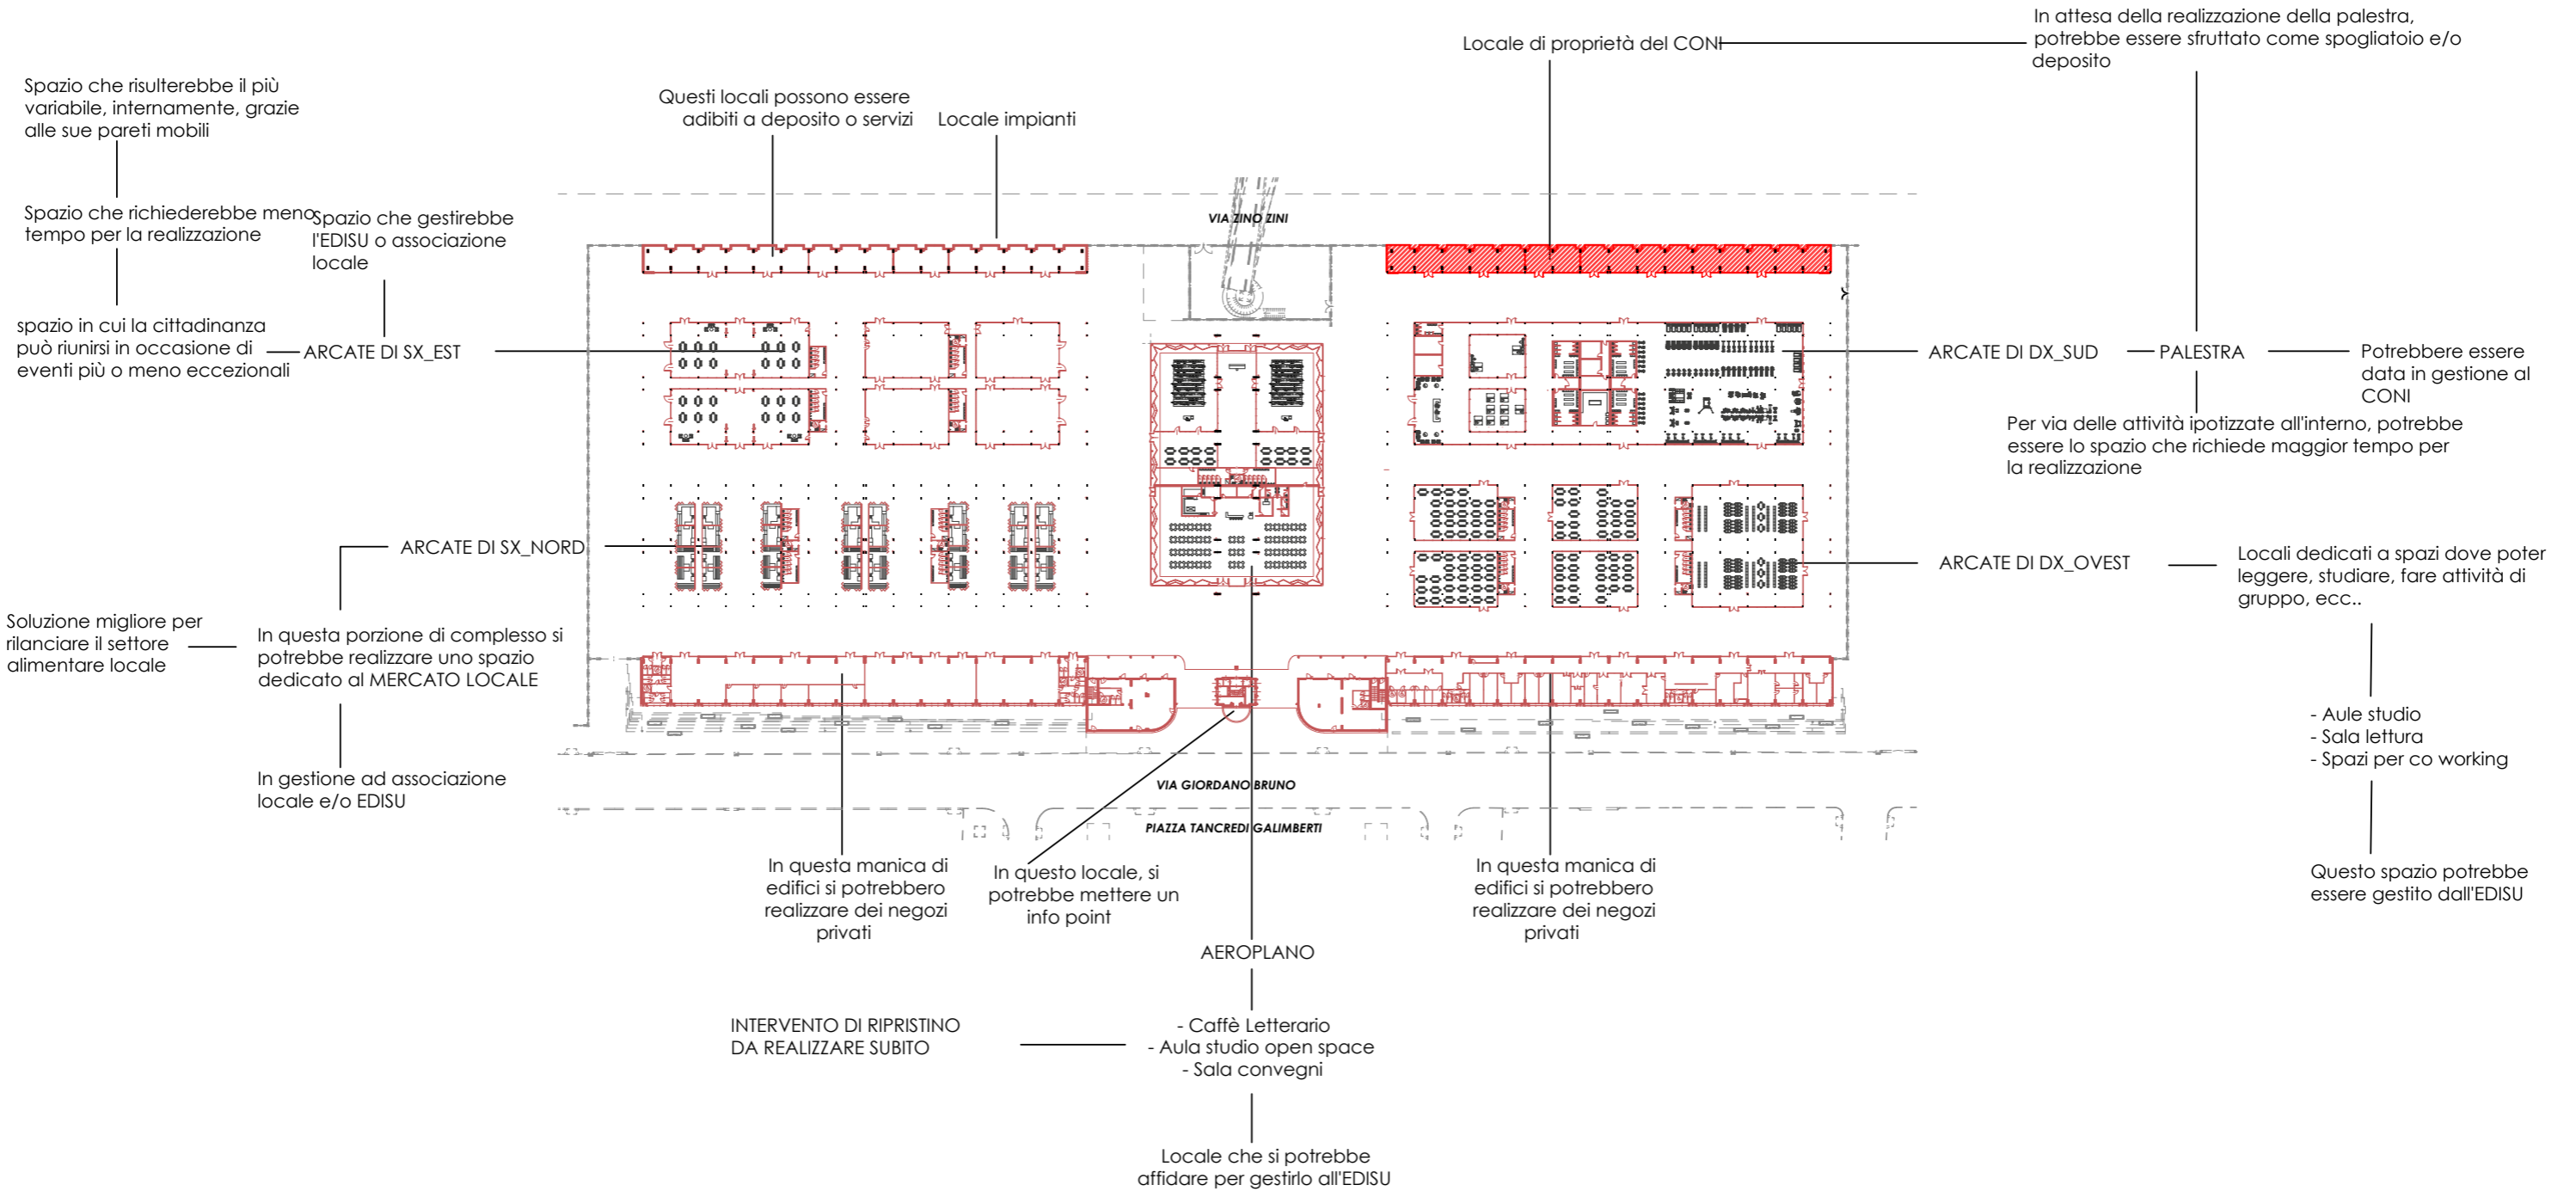 In attesa della realizzazione della palestra,
potrebbe essere sfruttato come spogliatoio e/o
deposito
Locale di proprietà del CONI
Spazio che risulterebbe il più
variabile, internamente, grazie
alle sue pareti mobili
Questi locali possono essere
adibiti a deposito o servizi
Locale impianti
Spazio che richiederebbe meno
tempo per la realizzazione
Spazio che gestirebbe
l'EDISU o associazione
locale
VIA ZINO ZINI
spazio in cui la cittadinanza
può riunirsi in occasione di
eventi più o meno eccezionali
ARCATE DI SX_EST
ARCATE DI DX_SUD
PALESTRA
Potrebbere essere
data in gestione al
CONI
Per via delle attività ipotizzate all'interno, potrebbe
essere lo spazio che richiede maggior tempo per
la realizzazione
ARCATE DI SX_NORD
ARCATE DI DX_OVEST
Locali dedicati a spazi dove poter
leggere, studiare, fare attività di
gruppo, ecc..
Soluzione migliore per
rilanciare il settore
alimentare locale
In questa porzione di complesso si
potrebbe realizzare uno spazio
dedicato al MERCATO LOCALE
- Aule studio
- Sala lettura
- Spazi per co working
In gestione ad associazione
locale e/o EDISU
VIA GIORDANO BRUNO
PIAZZA TANCREDI GALIMBERTI
In questa manica di
edifici si potrebbero
realizzare dei negozi
privati
In questo locale, si
potrebbe mettere un
info point
In questa manica di
edifici si potrebbero
realizzare dei negozi
privati
Questo spazio potrebbe
essere gestito dall'EDISU
AEROPLANO
INTERVENTO DI RIPRISTINO
DA REALIZZARE SUBITO
- Caffè Letterario
- Aula studio open space
- Sala convegni
Locale che si potrebbe
affidare per gestirlo all'EDISU